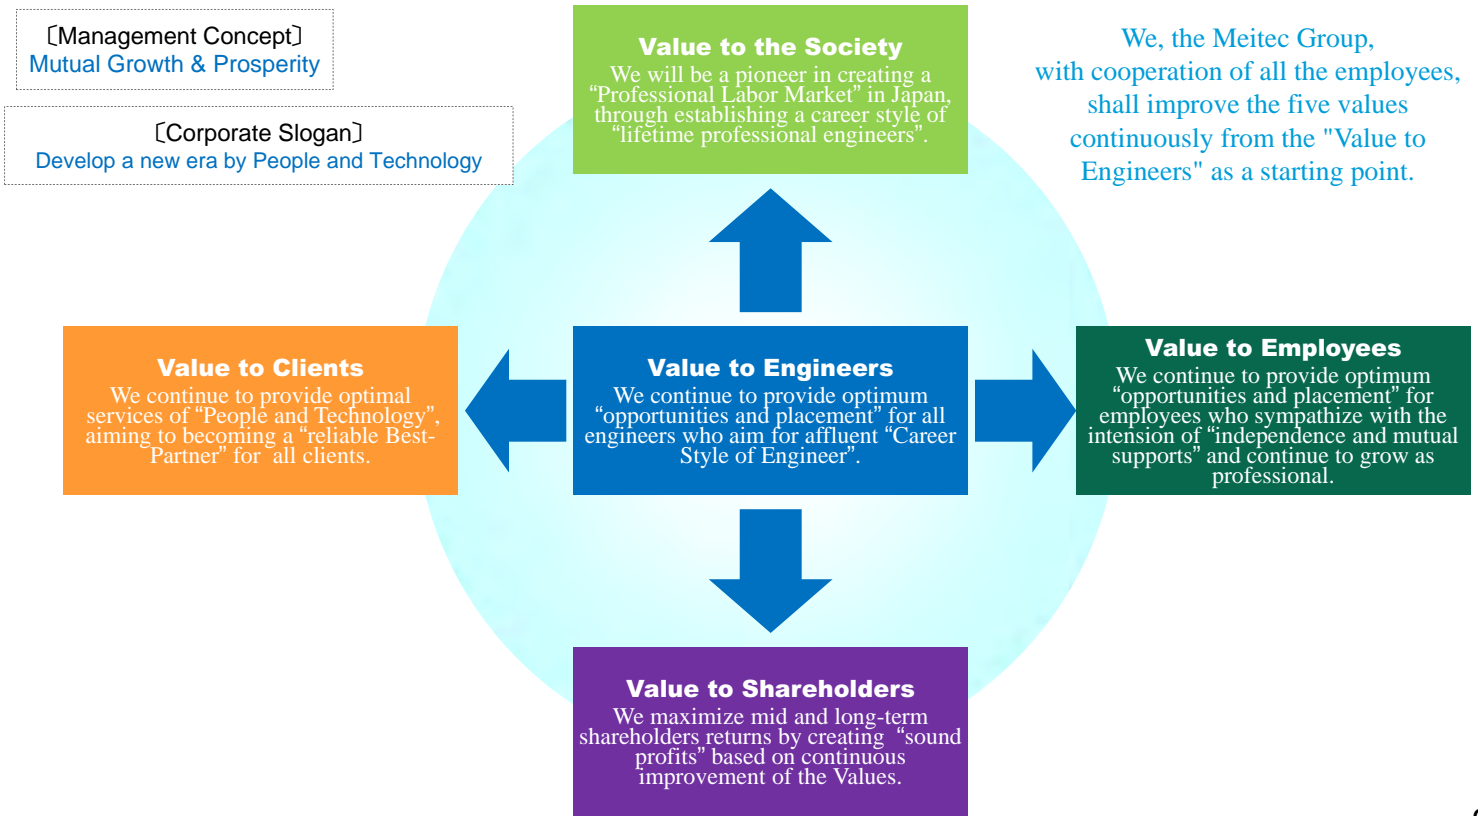 〔Management Concept〕
Mutual Growth & Prosperity
〔Corporate Slogan〕
Develop a new era by People and Technology
Value to the Society
We will be a pioneer in creating a
“Professional Labor Market” in Japan,
through establishing a career style of
“lifetime professional engineers”.
We, the Meitec Group,
with cooperation of all the employees,
shall improve the five values
continuously from the "Value to
Engineers" as a starting point.
Value to Clients
We continue to provide optimal
services of “People and Technology”,
aiming to becoming a “reliable Best-
Partner” for all clients.
Value to Engineers
We continue to provide optimum
“opportunities and placement” for all
engineers who aim for affluent “Career
Style of Engineer”.
Value to Employees
We continue to provide optimum
“opportunities and placement” for
employees who sympathize with the
intension of “independence and mutual
supports” and continue to grow as
professional.
Value to Shareholders
We maximize mid and long-term
shareholders returns by creating “sound
profits” based on continuous
improvement of the Values.